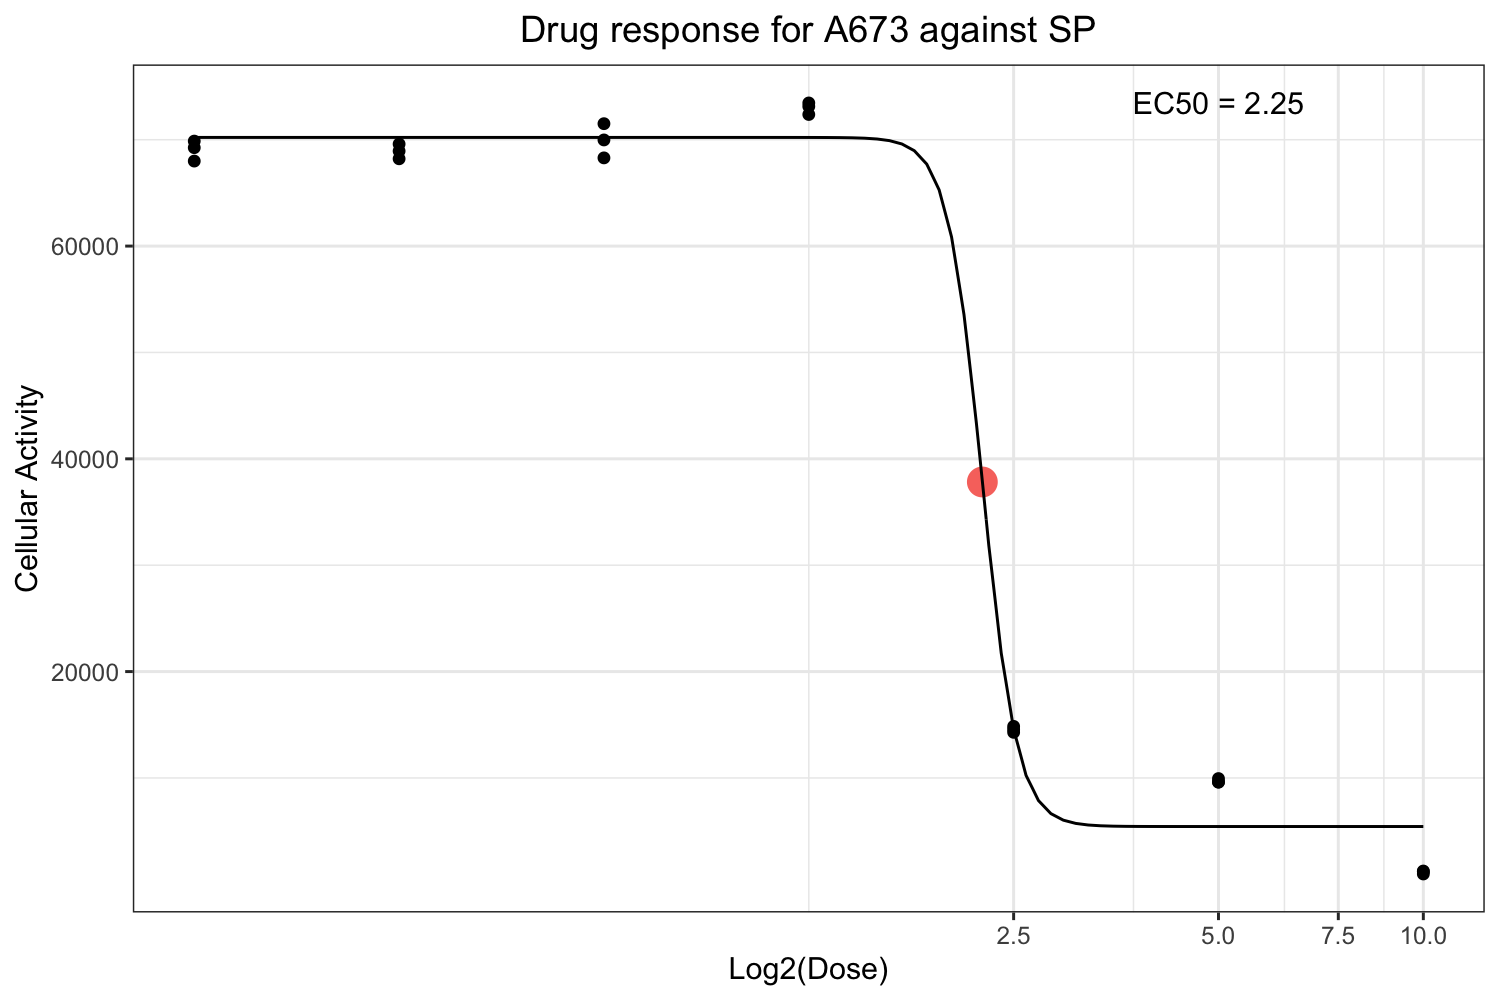 Drug response for A673 against SP
EC50 = 2.25
60000
40000
20000
Cellular Activity
2.5 5.0 7.5 10.0
Log2(Dose)